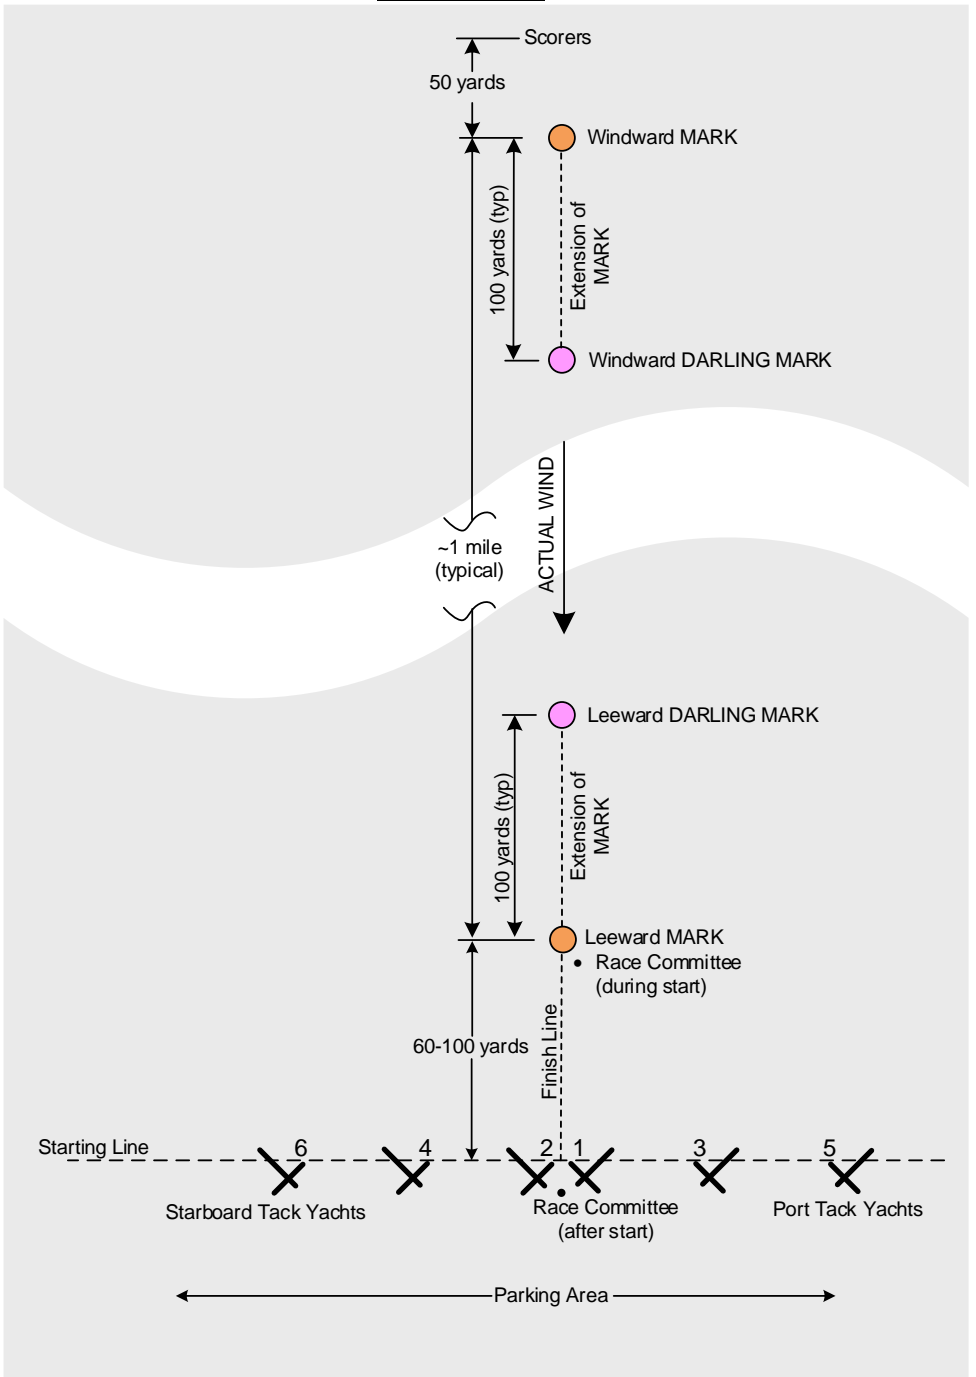 Scorers
50 yards
Windward MARK
100 yards (typ)
Extension of
MARK
Windward DARLING MARK
ACTUAL WIND
~1 mile
(typical)
Leeward DARLING MARK
100 yards (typ)
Extension of
MARK
Leeward MARK
• Race Committee
(during start)
60-100 yards
Finish Line
Starting Line
6 4 2 1 3 5
Starboard Tack Yachts
Race Committee
(after start)
Port Tack Yachts
Parking Area